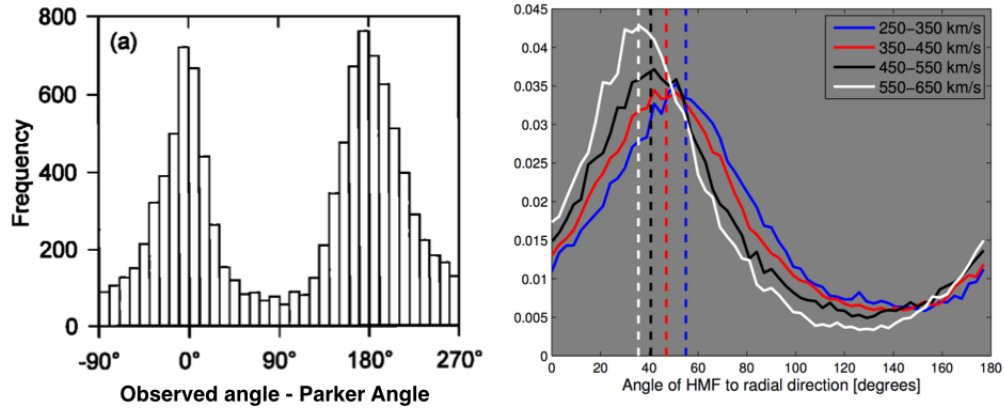 (a)
Frequency
800
600
400
200
0
-90° 0° 90° 180° 270°
Observed angle - Parker Angle
250–350 km/s
350–450 km/s
450–550 km/s
550–650 km/s
0.045
0.04
0.035
0.03
0.025
0.02
0.015
0.01
0.005
0
0 20 40 60 80 100 120 140 160 180
Angle of HMF to radial direction [degrees]